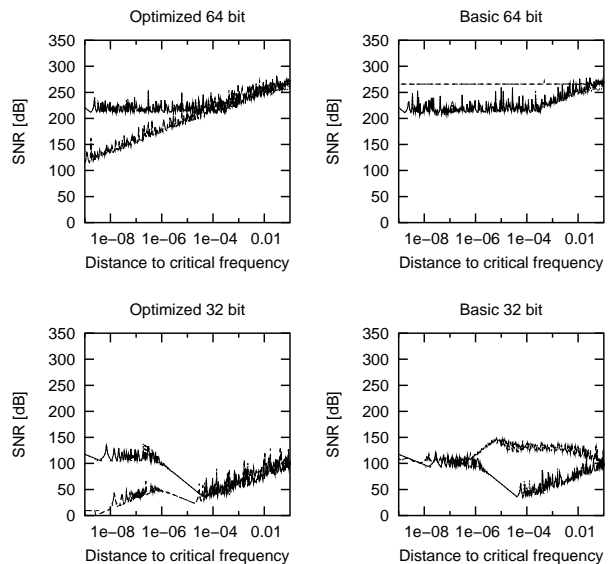 Optimized 64 bit
350
300
250
200
150
100
50
0
SNR [dB]
1e−08 1e−06 1e−04 0.01
Distance to critical frequency
Basic 64 bit
350
300
250
200
150
100
50
0
SNR [dB]
1e−08 1e−06 1e−04 0.01
Distance to critical frequency
Optimized 32 bit
350
300
250
200
150
100
50
0
SNR [dB]
1e−08 1e−06 1e−04 0.01
Distance to critical frequency
Basic 32 bit
350
300
250
200
150
100
50
0
SNR [dB]
1e−08 1e−06 1e−04 0.01
Distance to critical frequency